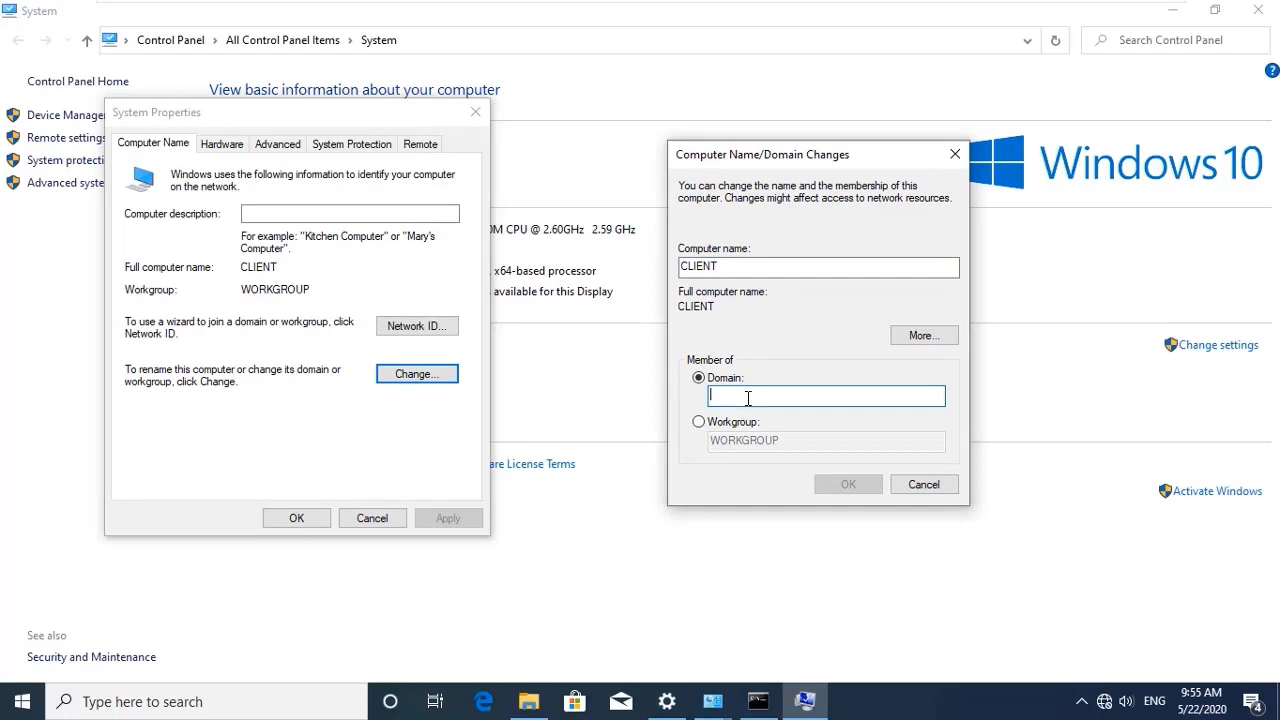 System
Control Panel > All Control Panel Items > System
Search Control Panel
Control Panel Home
Device Manage
Remote settings
System protecti
Advanced syste
View basic information about your computer
System Properties
Computer Name
Hardware
Advanced
System Protection
Remote
Windows uses the following information to identify your computer
on the network.
Computer description:
For example: "Kitchen Computer" or "Mary's
Computer".
Full computer name: CLIENT
Workgroup: WORKGROUP
To use a wizard to join a domain or workgroup, click
Network ID.
Network ID...
To rename this computer or change its domain or
workgroup, click Change.
Change...
OK
Cancel
Apply
M CPU @ 2.60GHz 2.59 GHz
x64-based processor
available for this Display
are License Terms
Computer Name/Domain Changes
You can change the name and the membership of this
computer. Changes might affect access to network resources.
Computer name:
CLIENT
Full computer name:
CLIENT
More...
Member of
Domain:
Workgroup:
WORKGROUP
OK
Cancel
Windows 10
Change settings
Activate Windows
See also
Security and Maintenance
Type here to search
ENG
9:55 AM
5/22/2020
4